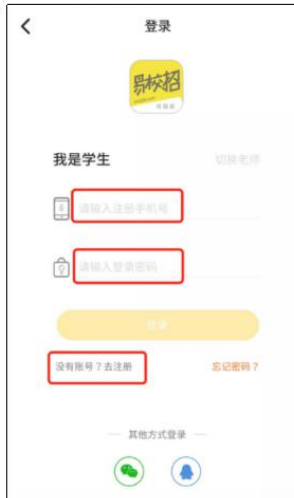 登录
易校招
我是学生 切换老师
请输入注册手机号
请输入登录密码
登录
没有账号？去注册 忘记密码？
其他方式登录